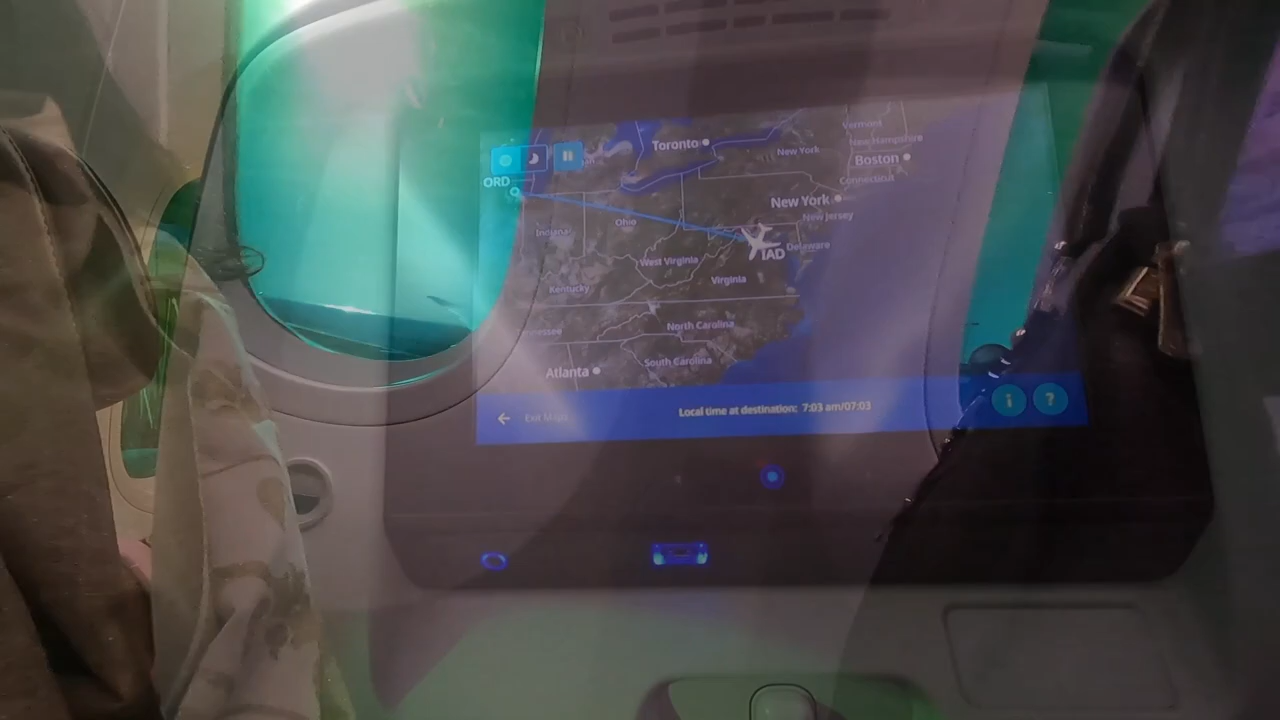 Vermont
New Hampshire
Toronto
New York
Boston
Connecticut
ORD
New York
New Jersey
Ohio
Indiana
Delaware
IAD
West Virginia
Virginia
Kentucky
North Carolina
South Carolina
Atlanta
Exit Maps
Local time at destination: 7:03 am/07:03
i
?